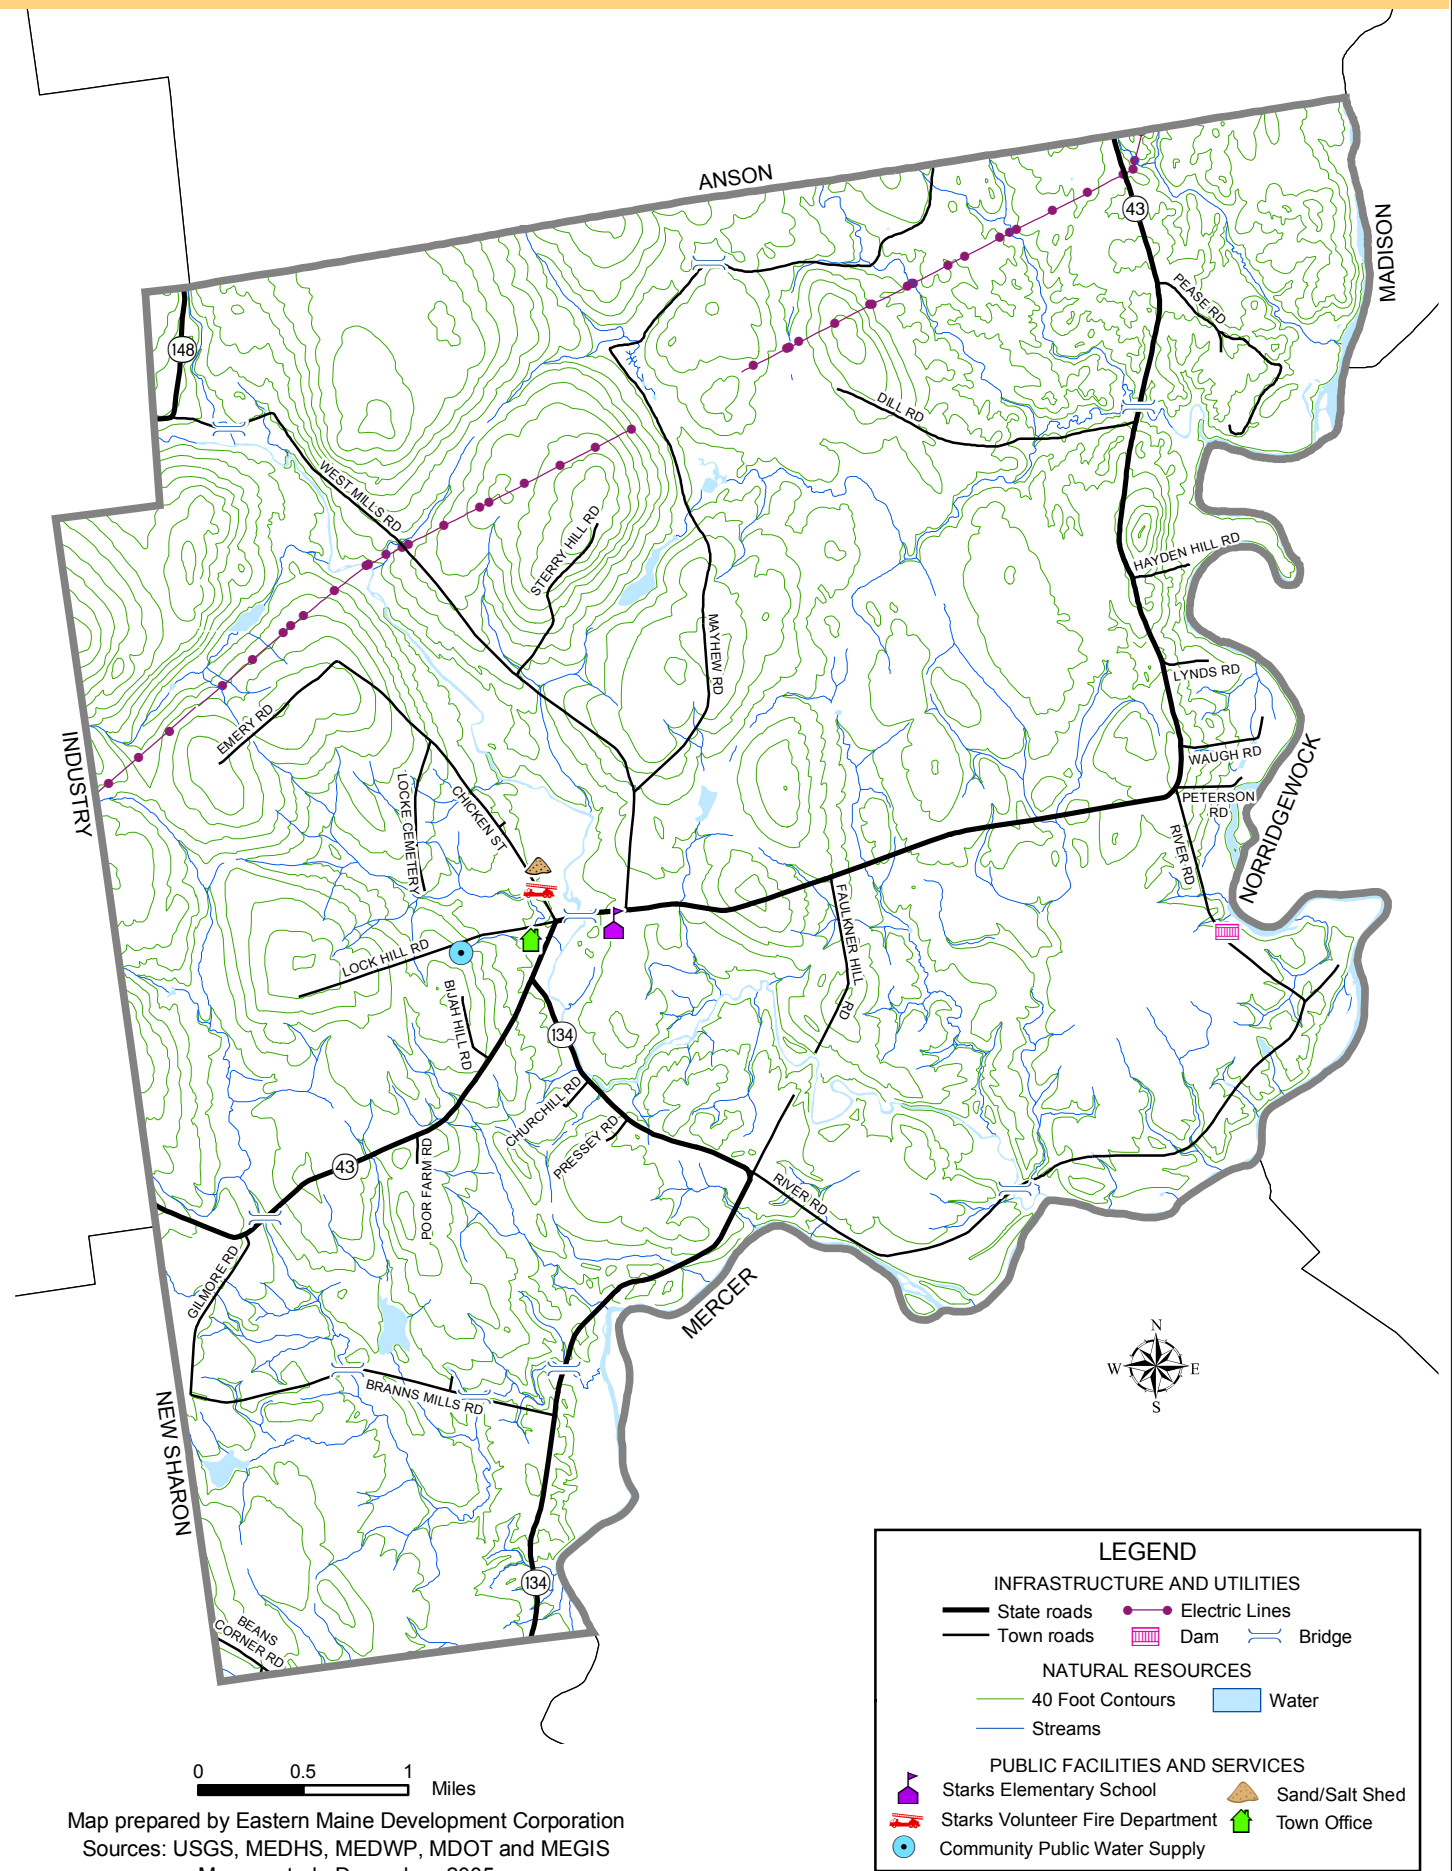 ANSON
MADISON
43
PEASE RD
148
DILL RD
WEST MILLS RD
STERRY HILL RD
HAYDEN HILL RD
MAYHEW RD
LYNDS RD
EMERY RD
INDUSTRY
WAUGH RD
LOCKE CEMETERY
CHICKEN ST
PETERSON
RD
NORRIDGEWOCK
RIVER RD
FAULKNER HILL
RD
LOCK HILL RD
BIJAH HILL RD
134
CHURCHILL RD
PRESSEY RD
POOR FARM RD
43
RIVER RD
GILMORE RD
MERCER
N
W
E
S
BRANNS MILLS RD
NEW SHARON
134
BEANS
CORNER RD
LEGEND
INFRASTRUCTURE AND UTILITIES
State roads
Electric Lines
Town roads
Dam
Bridge
NATURAL RESOURCES
40 Foot Contours
Water
Streams
PUBLIC FACILITIES AND SERVICES
Starks Elementary School
Sand/Salt Shed
Starks Volunteer Fire Department
Town Office
Community Public Water Supply
0 0.5 1
Miles
Map prepared by Eastern Maine Development Corporation
Sources: USGS, MEDHS, MEDWP, MDOT and MEGIS